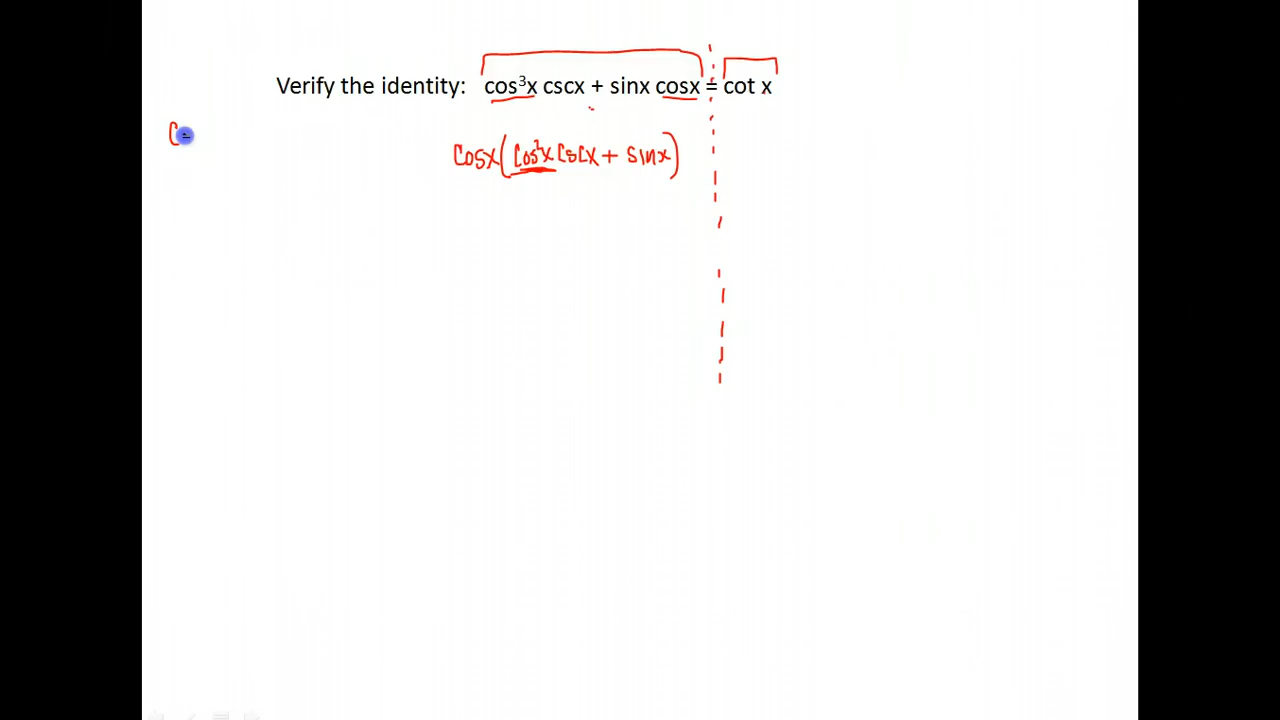 Verify the identity: cos³x cscx + sinx cosx = cot x
cosx(cos²x cscx + sinx)